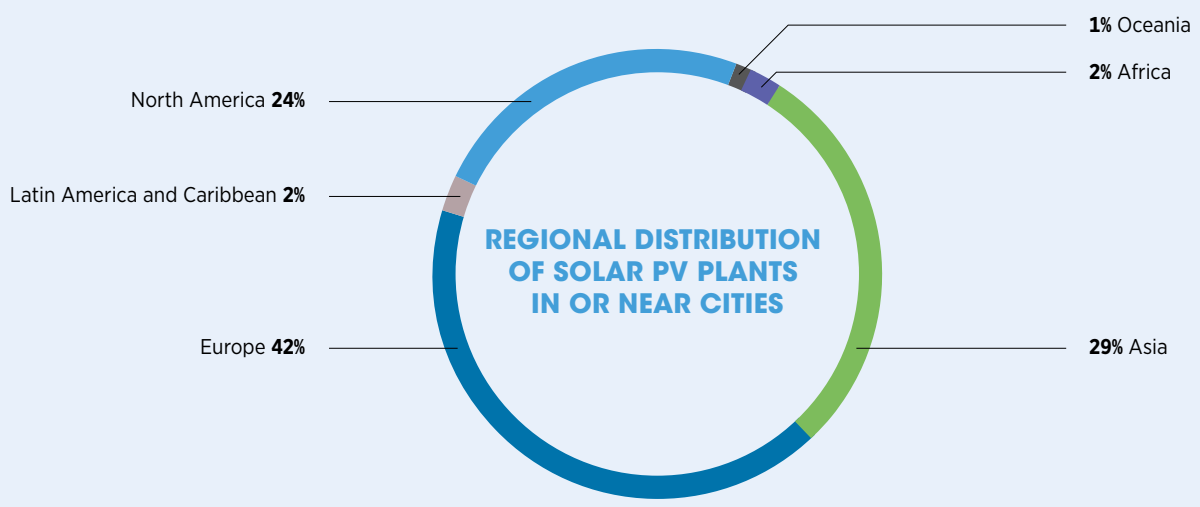 1% Oceania
2% Africa
North America 24%
Latin America and Caribbean 2%
REGIONAL DISTRIBUTION
OF SOLAR PV PLANTS
IN OR NEAR CITIES
Europe 42%
29% Asia